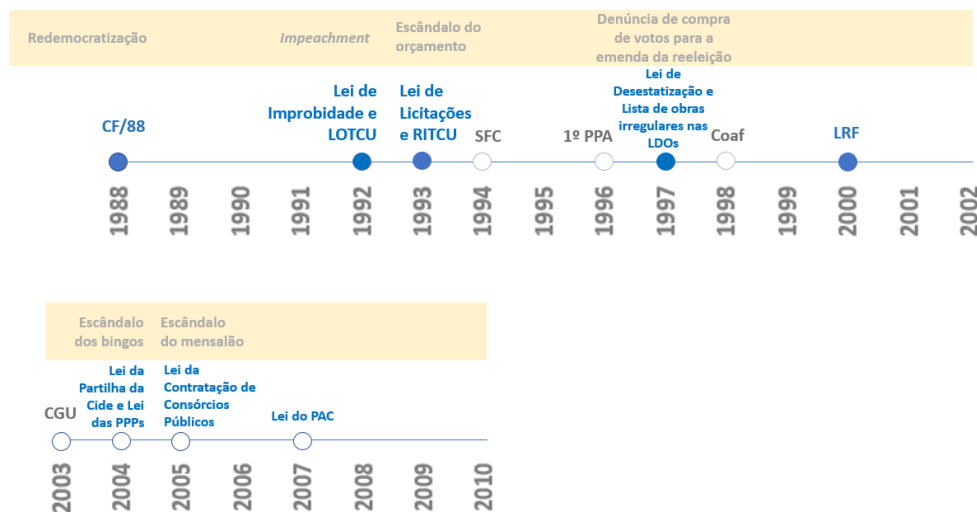 Redemocratização
Impeachment
Escândalo do
orçamento
Denúncia de compra
de votos para a
emenda da reeleição
CF/88
Lei de
Improbidade e
LOTCU
Lei de
Licitações
e RITCU
SFC
1º PPA
Lei de
Desestatização e
Lista de obras
irregulares nas
LDOs
Coaf
LRF
1988
1989
1990
1991
1992
1993
1994
1995
1996
1997
1998
1999
2000
2001
2002
Escândalo
dos bingos
Escândalo
do mensalão
CGU
Lei da
Partilha da
Cide e Lei
das PPPs
Lei da
Contratação de
Consórcios
Públicos
Lei do PAC
2003
2004
2005
2006
2007
2008
2009
2010